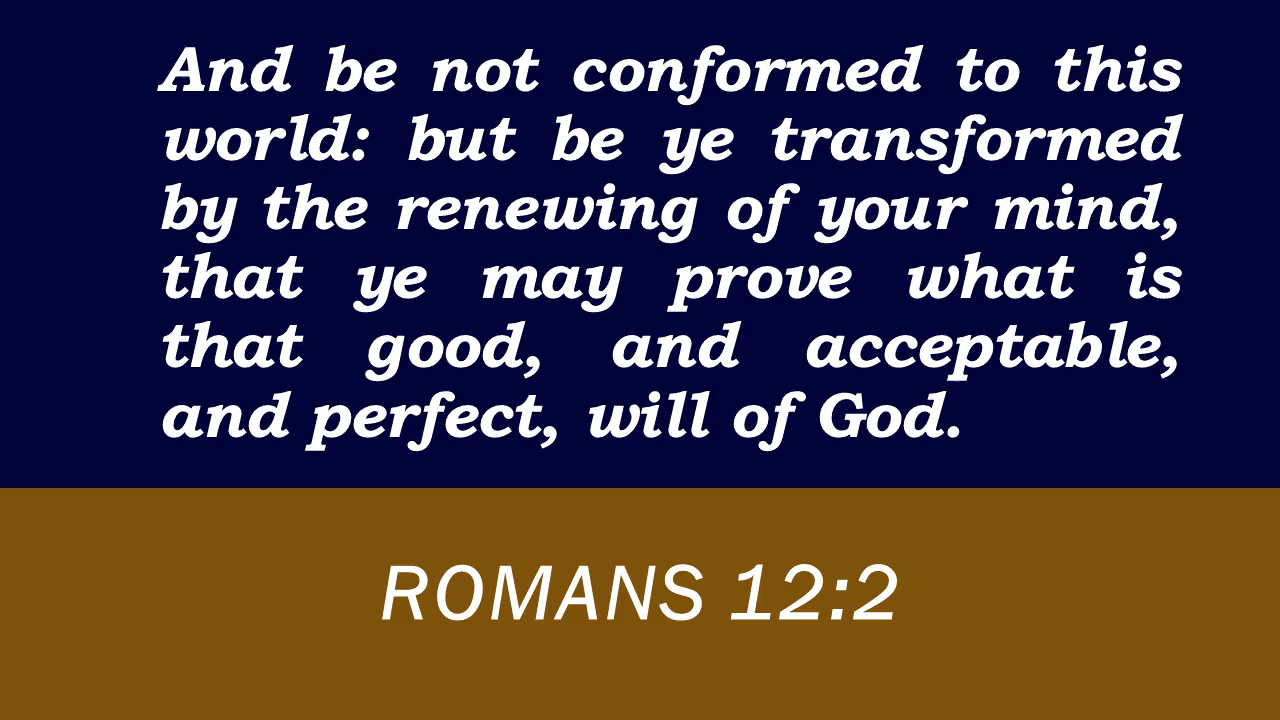 And be not conformed to this
world: but be ye transformed
by the renewing of your mind,
that ye may prove what is
that good, and acceptable,
and perfect, will of God.
ROMANS 12:2